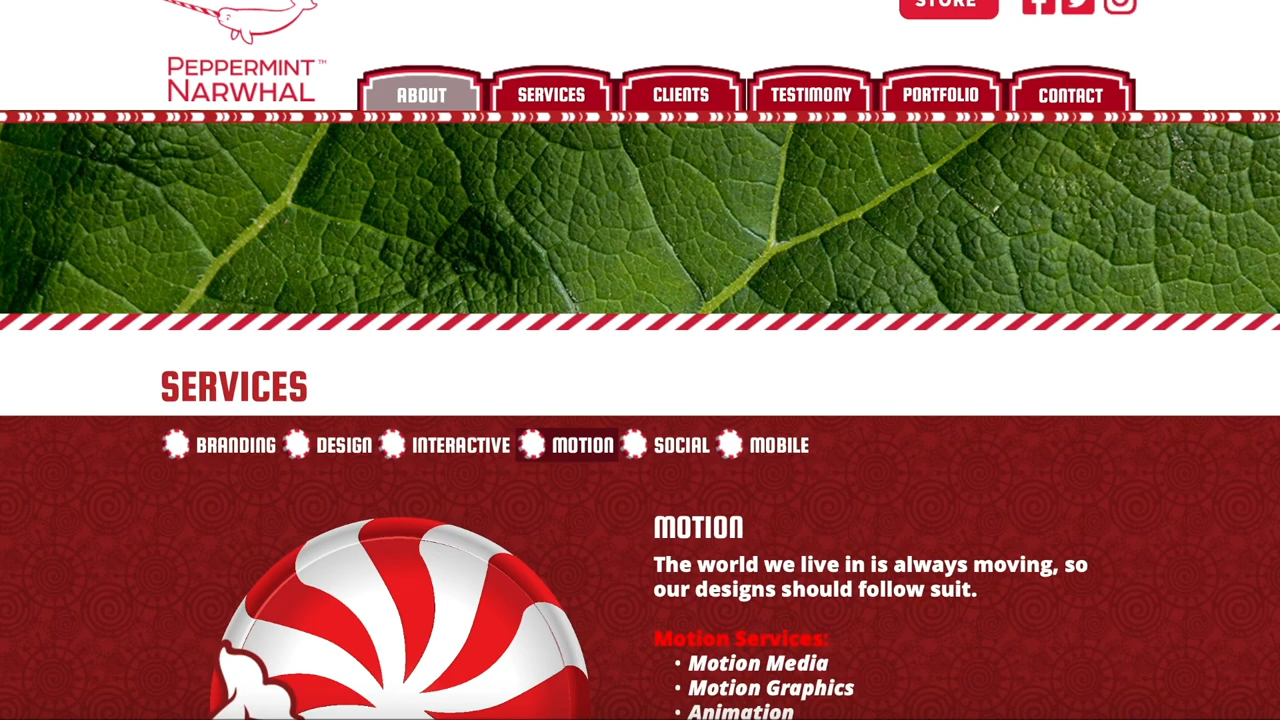 STORE
PEPPERMINT™
NARWHAL
ABOUT SERVICES CLIENTS TESTIMONY PORTFOLIO CONTACT
SERVICES
BRANDING DESIGN INTERACTIVE MOTION SOCIAL MOBILE
MOTION
The world we live in is always moving, so
our designs should follow suit.
Motion Services:
• Motion Media
• Motion Graphics
• Animation